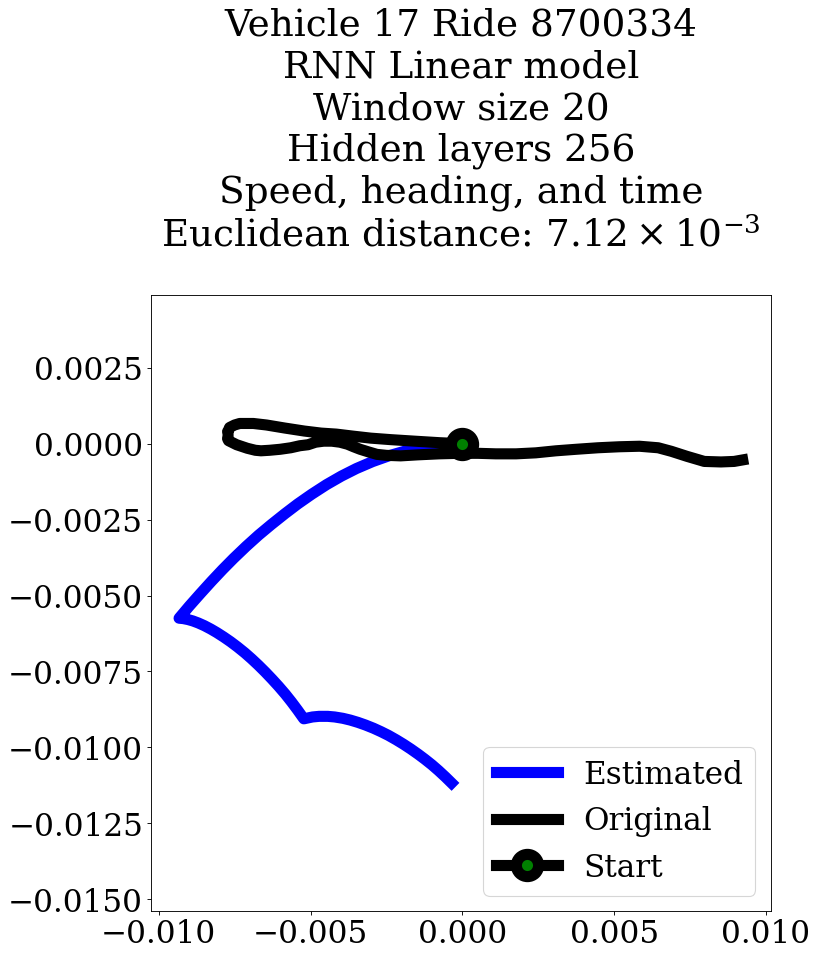 Vehicle 17 Ride 8700334
RNN Linear model
Window size 20
Hidden layers 256
Speed, heading, and time
Euclidean distance: 7.12 × 10⁻³
0.0025
0.0000
−0.0025
−0.0050
−0.0075
−0.0100
−0.0125
−0.0150
−0.010 −0.005 0.000 0.005 0.010
Estimated
Original
Start